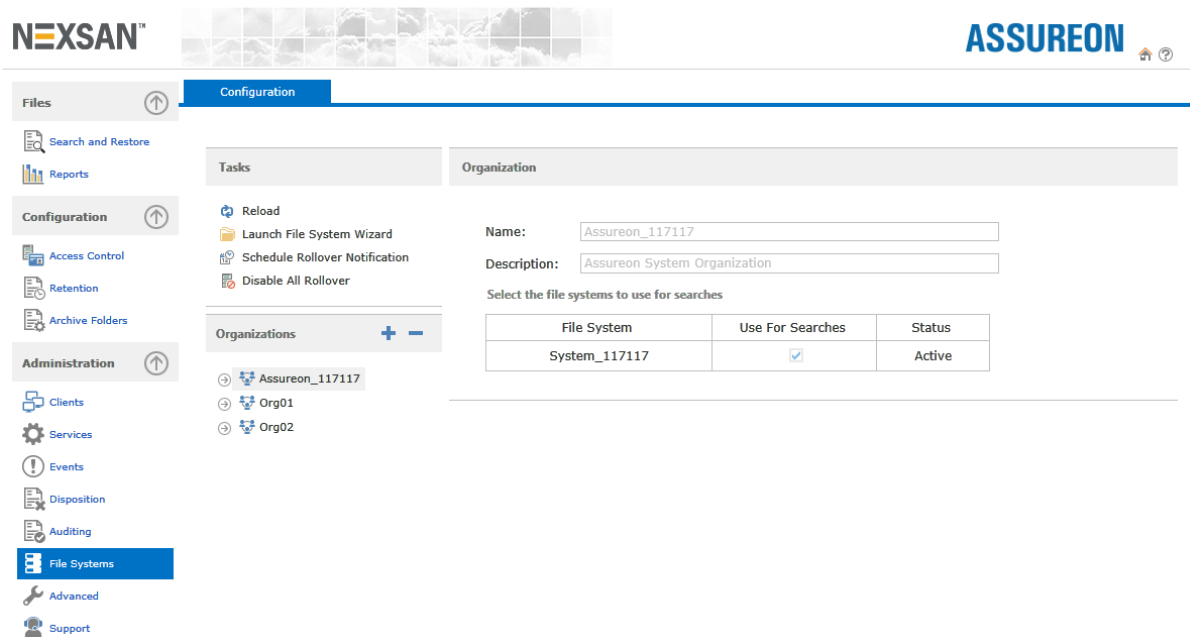 NEXSAN™
ASSUREON
Files
Search and Restore
Reports
Configuration
Access Control
Retention
Archive Folders
Administration
Clients
Services
Events
Disposition
Auditing
File Systems
Advanced
Support
Configuration
Tasks
Reload
Launch File System Wizard
Schedule Rollover Notification
Disable All Rollover
Organizations
Assureon_117117
Org01
Org02
Organization
Name: Assureon_117117
Description: Assureon System Organization
Select the file systems to use for searches
File System Use For Searches Status
System_117117 Active